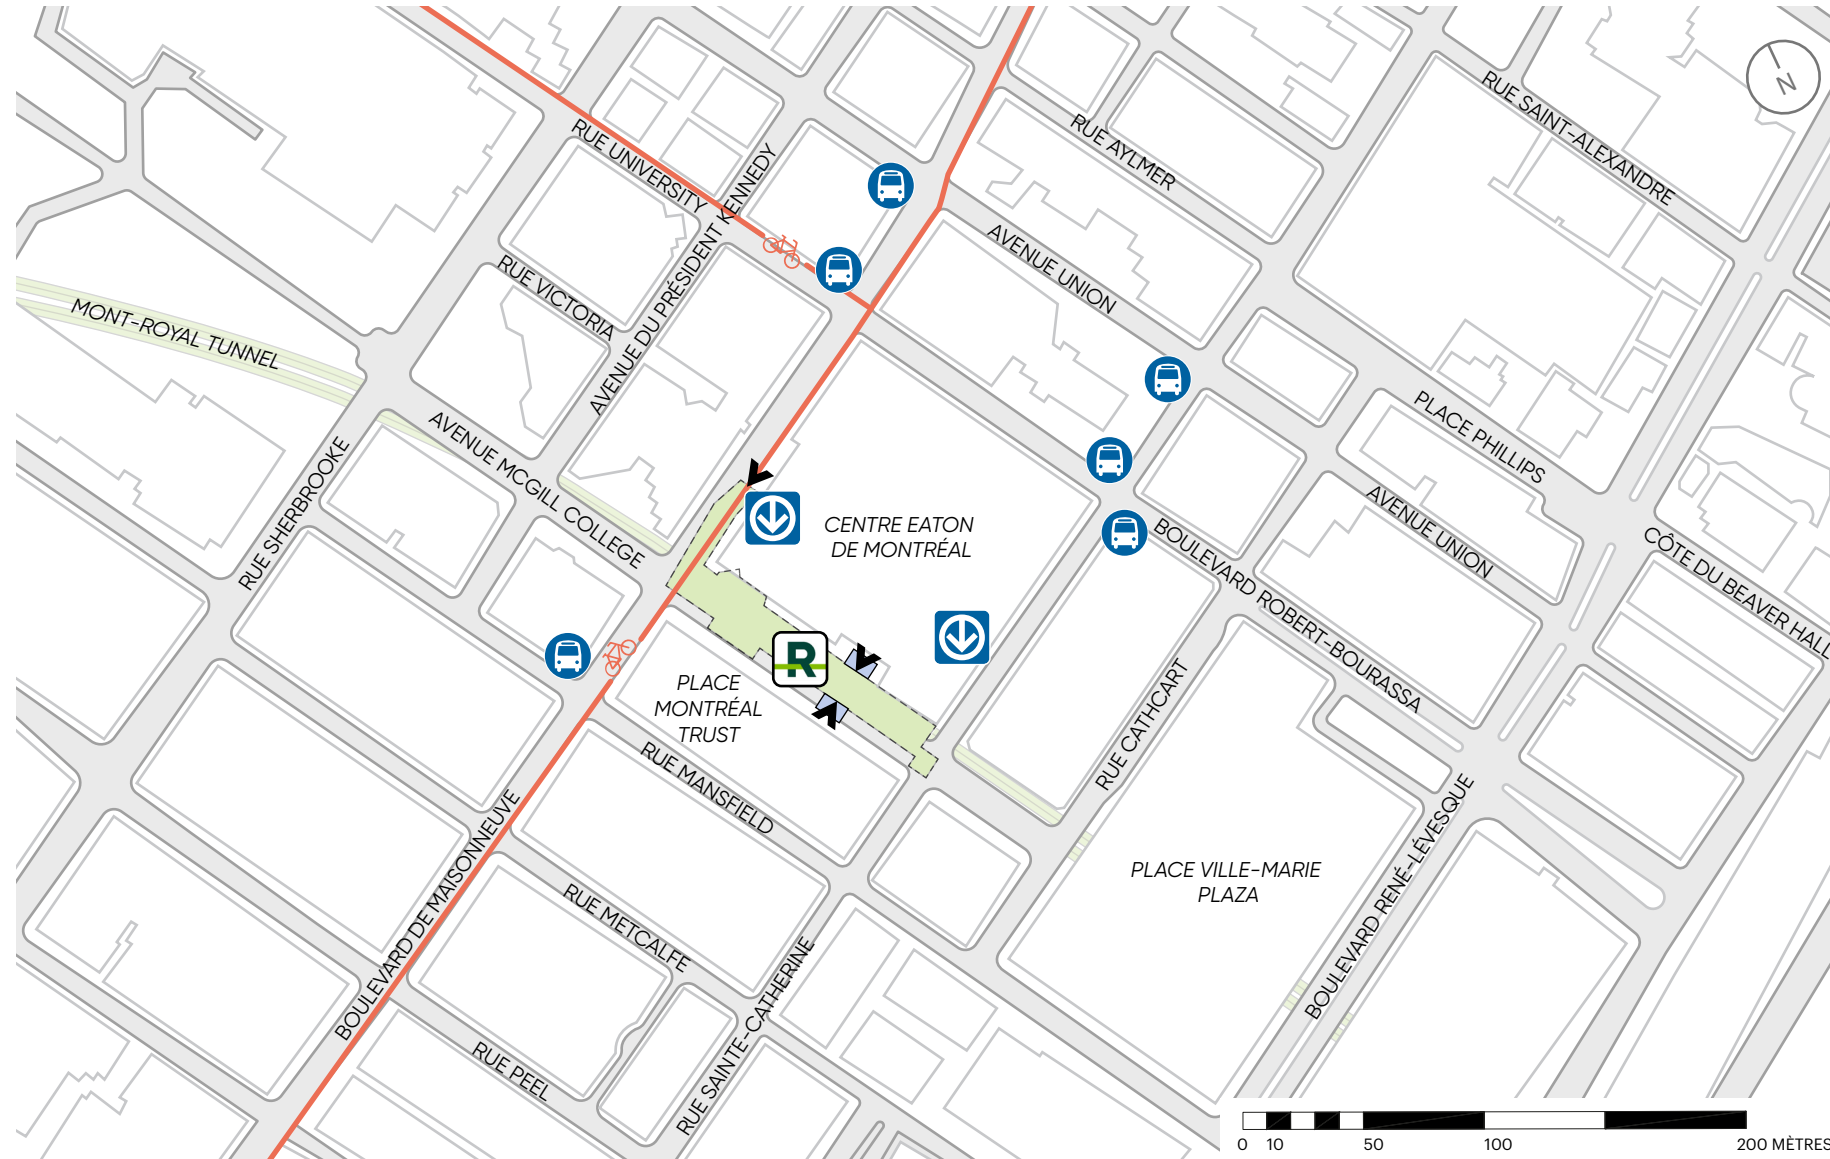 N
RUE SAINT-ALEXANDRE
RUE AYLMER
RUE UNIVERSITY
AVENUE UNION
RUE VICTORIA
AVENUE DU PRÉSIDENT KENNEDY
MONT-ROYAL TUNNEL
PLACE PHILLIPS
AVENUE MCGILL COLLEGE
RUE SHERBROOKE
AVENUE UNION
CENTRE EATON
DE MONTRÉAL
BOULEVARD ROBERT-BOURASSA
CÔTE DU BEAVER HALL
R
PLACE
MONTRÉAL
TRUST
RUE CATHCART
RUE MANSFIELD
BOULEVARD DE MAISONNEUVE
PLACE VILLE-MARIE
PLAZA
BOULEVARD RENÉ-LÉVESQUE
RUE METCALFE
RUE SAINTE-CATHERINE
RUE PEEL
0 10 50 100 200 MÈTRES